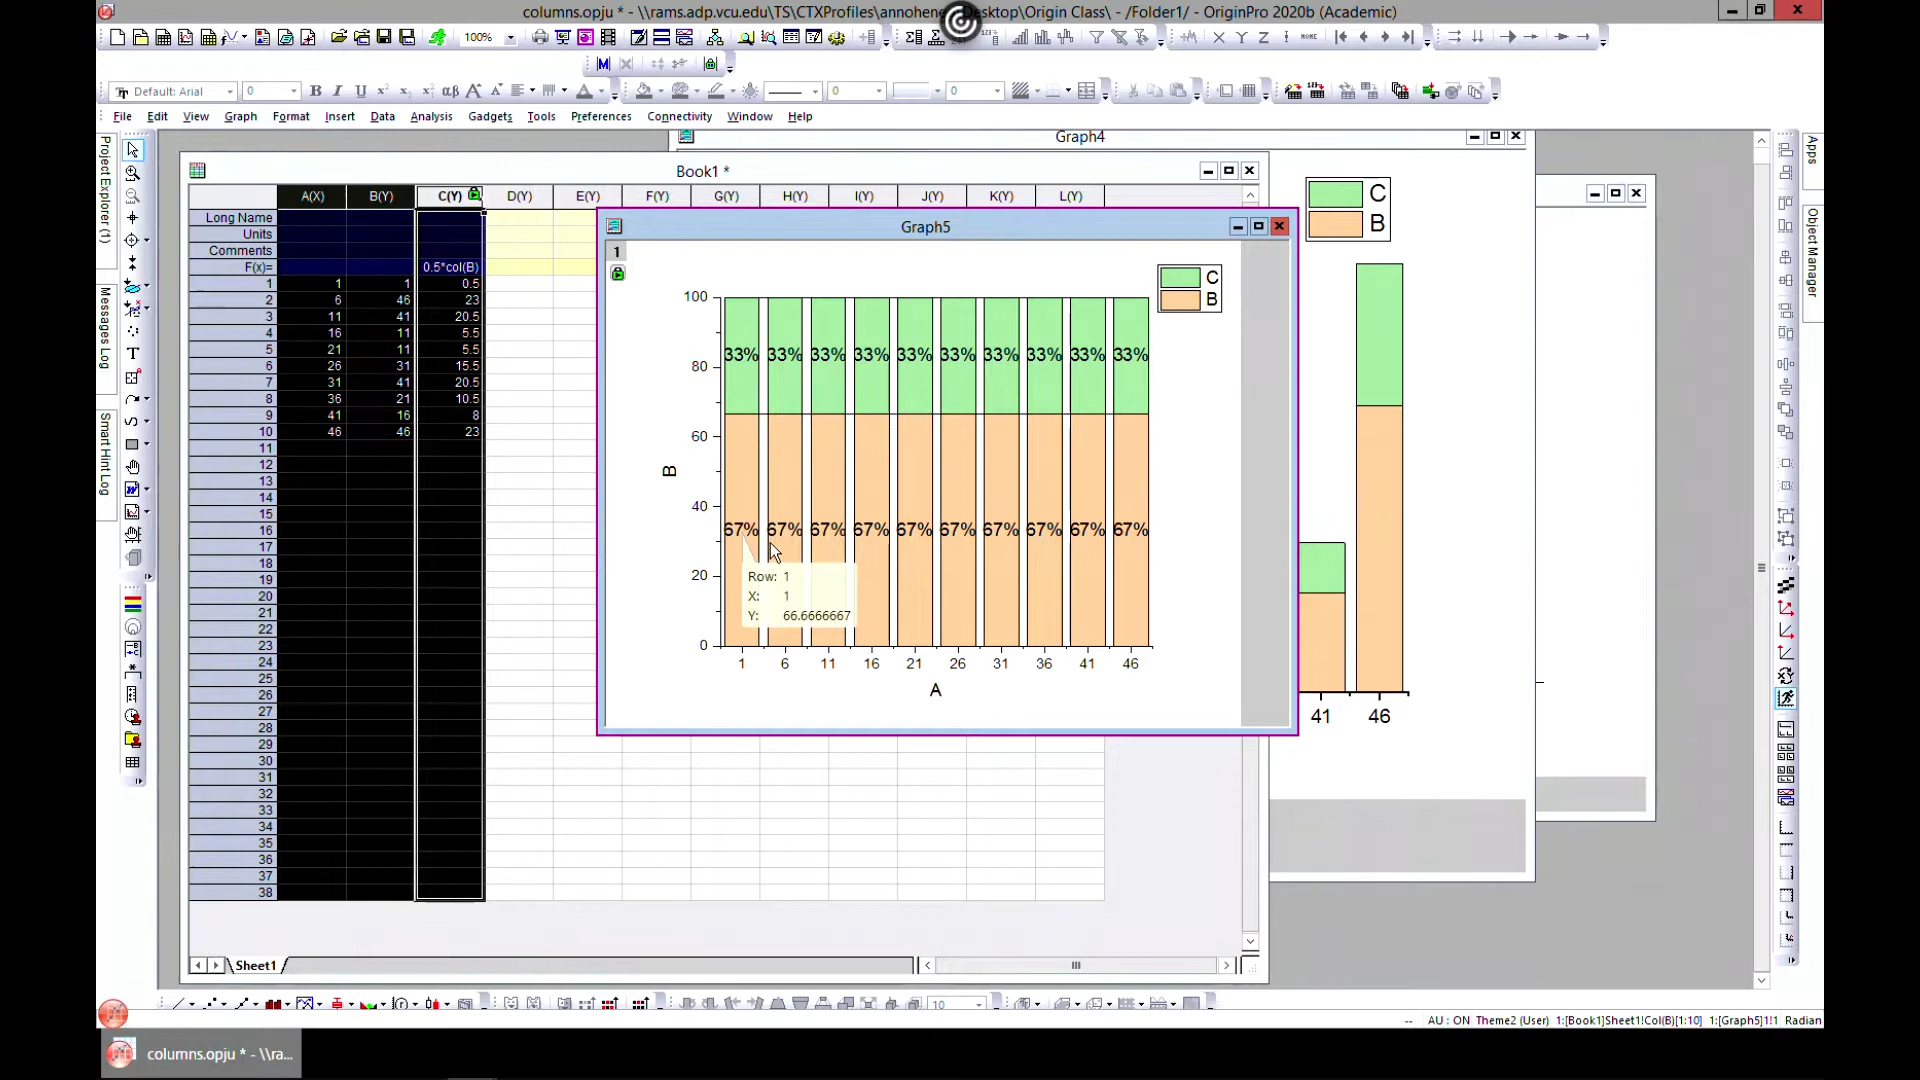 columns.opju * - \\rams.adp.vcu.edu\TS\CTXProfiles\annohene Desktop\Origin Class\ - /Folder1/ - OriginPro 2020b (Academic)
100%
HOME
Default: Arial 0 B I U αβ A 0 0
File Edit View Graph Format Insert Data Analysis Gadgets Tools Preferences Connectivity Window Help
Project Explorer (1)
Messages Log
Smart Hint Log
Apps
Object Manager
Graph4
C
B
41 46
Book1 *
A(X) B(Y) C(Y) D(Y) E(Y) F(Y) G(Y) H(Y) I(Y) J(Y) K(Y) L(Y)
Long Name
Units
Comments
F(x)= 0.5*col(B)
1 1 1 0.5
2 6 46 23
3 11 41 20.5
4 16 11 5.5
5 21 11 5.5
6 26 31 15.5
7 31 41 20.5
8 36 21 10.5
9 41 16 8
10 46 46 23
11
12
13
14
15
16
17
18
19
20
21
22
23
24
25
26
27
28
29
30
31
32
33
34
35
36
37
38
Sheet1
Graph5
1
C
B
100
80
60
40
20
0
B
33% 33% 33% 33% 33% 33% 33% 33% 33% 33%
67% 67% 67% 67% 67% 67% 67% 67% 67% 67%
Row: 1
X: 1
Y: 66.6666667
1 6 11 16 21 26 31 36 41 46
A
10
-- AU : ON Theme2 (User) 1:[Book1]Sheet1!Col(B)[1:10] 1:[Graph5]1!1 Radian
columns.opju * - \\ra...